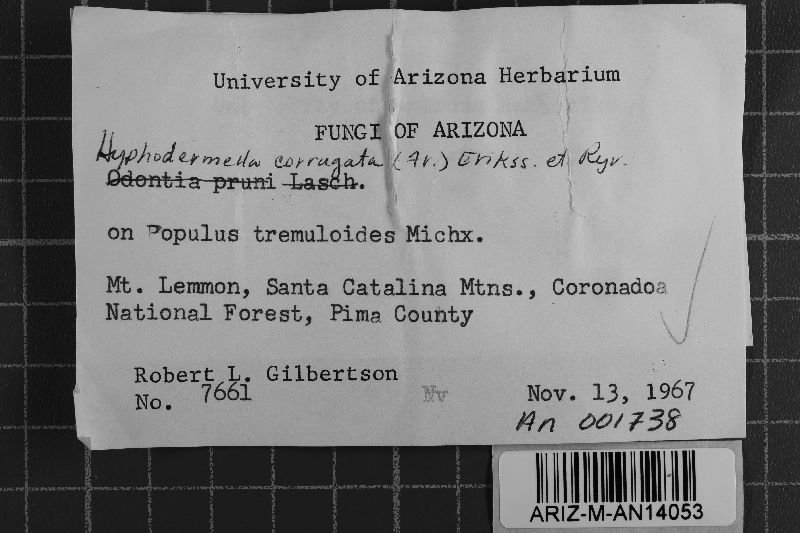 University of Arizona Herbarium
FUNGI OF ARIZONA
Hyphodermella corrugata (Fr.) Erikss. et Ryv.
Odontia pruni Lasch.
on Populus tremuloides Michx.
Mt. Lemmon, Santa Catalina Mtns., Coronadoa
National Forest, Pima County
Robert L. Gilbertson
No. 7661 Nv Nov. 13, 1967
An 001738
ARIZ-M-AN14053